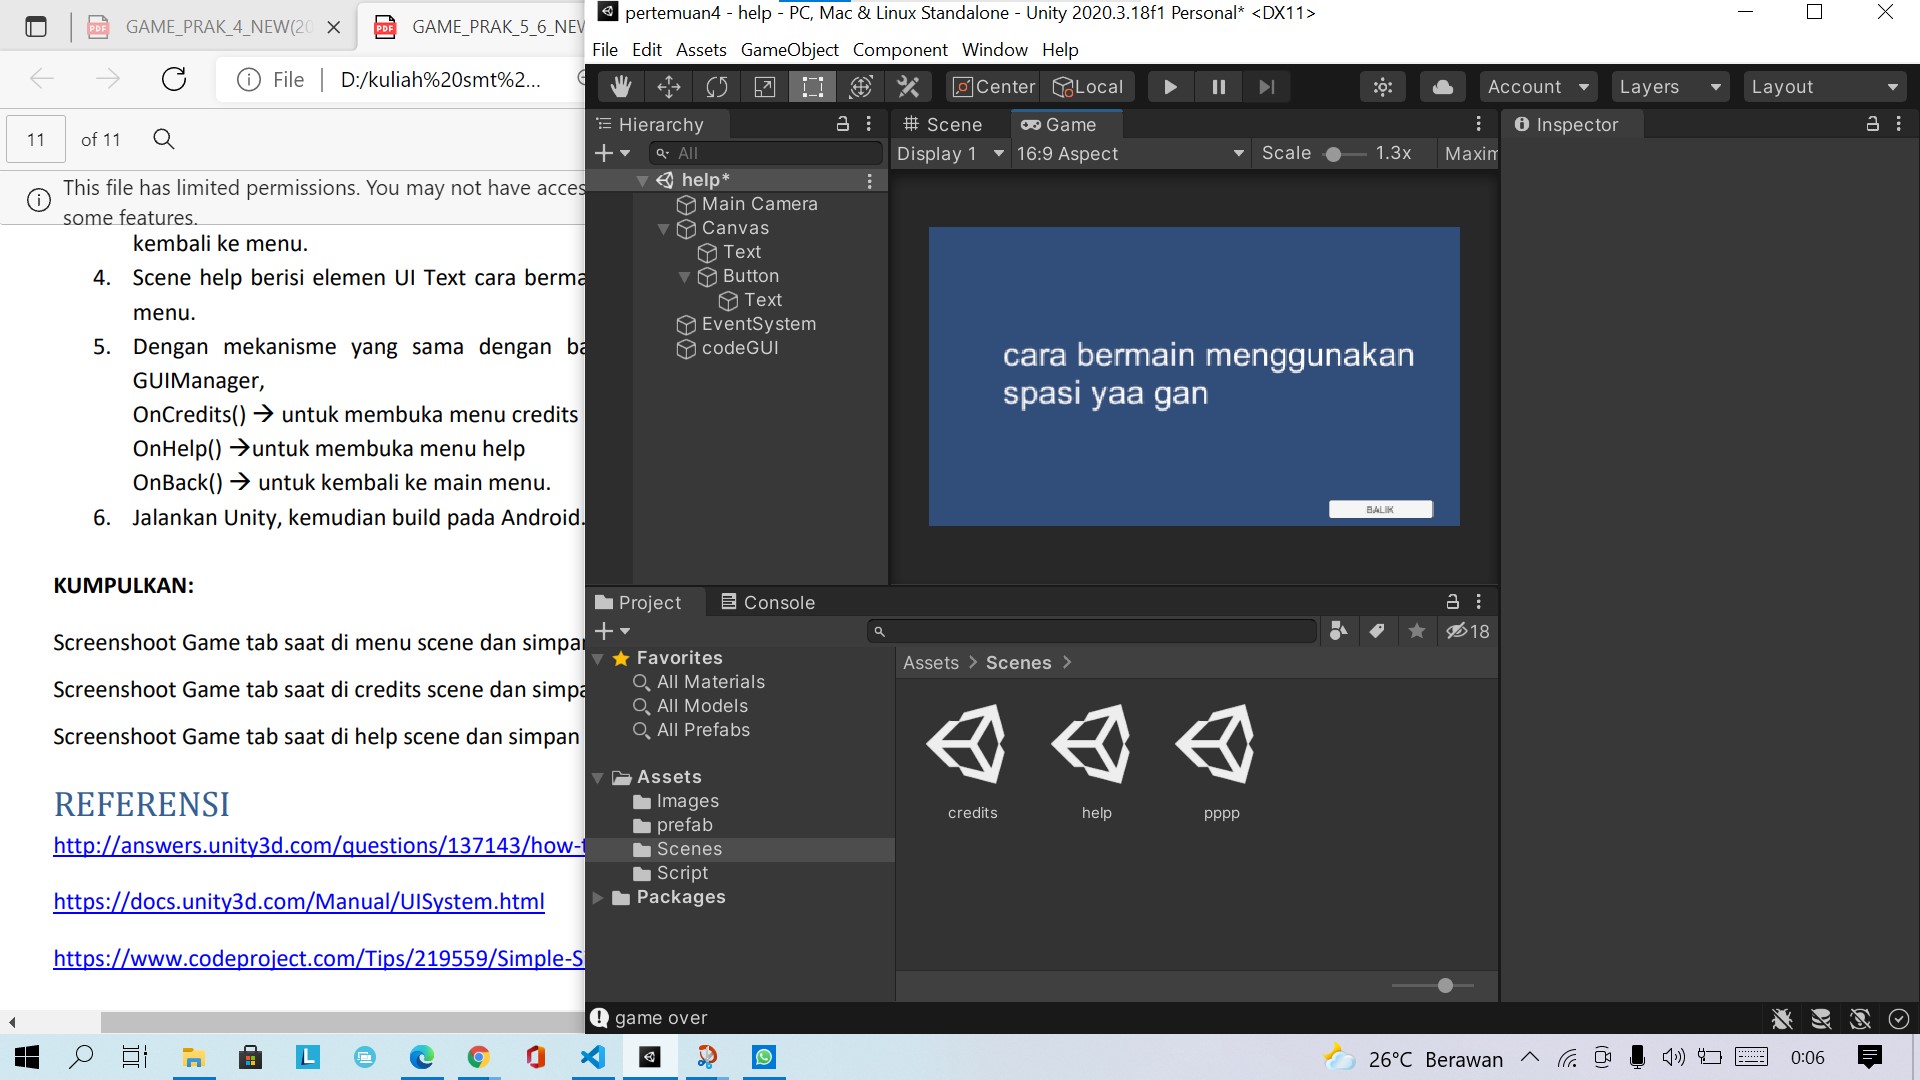 GAME_PRAK_4_NEW(20
GAME_PRAK_5_6_NEW
File
D:/kuliah%20smt%2...
11
of 11
This file has limited permissions. You may not have acces
some features.
kembali ke menu.
4. Scene help berisi elemen UI Text cara berma
menu.
5. Dengan mekanisme yang sama dengan ba
GUIManager,
OnCredits() → untuk membuka menu credits
OnHelp() →untuk membuka menu help
OnBack() → untuk kembali ke main menu.
6. Jalankan Unity, kemudian build pada Android.
KUMPULKAN:
Screenshoot Game tab saat di menu scene dan simpan
Screenshoot Game tab saat di credits scene dan simpa
Screenshoot Game tab saat di help scene dan simpan
REFERENSI
http://answers.unity3d.com/questions/137143/how-t
https://docs.unity3d.com/Manual/UISystem.html
https://www.codeproject.com/Tips/219559/Simple-S
pertemuan4 - help - PC, Mac & Linux Standalone - Unity 2020.3.18f1 Personal* <DX11>
File Edit Assets GameObject Component Window Help
Center Local Account Layers Layout
Hierarchy
All
help*
Main Camera
Canvas
Text
Button
Text
EventSystem
codeGUI
Scene Game
Display 1 16:9 Aspect Scale 1.3x Maxim
cara bermain menggunakan
spasi yaa gan
BALIK
Inspector
Project Console
18
Favorites
All Materials
All Models
All Prefabs
Assets
Images
prefab
Scenes
Script
Packages
Assets > Scenes >
credits help pppp
game over
26°C Berawan 0:06